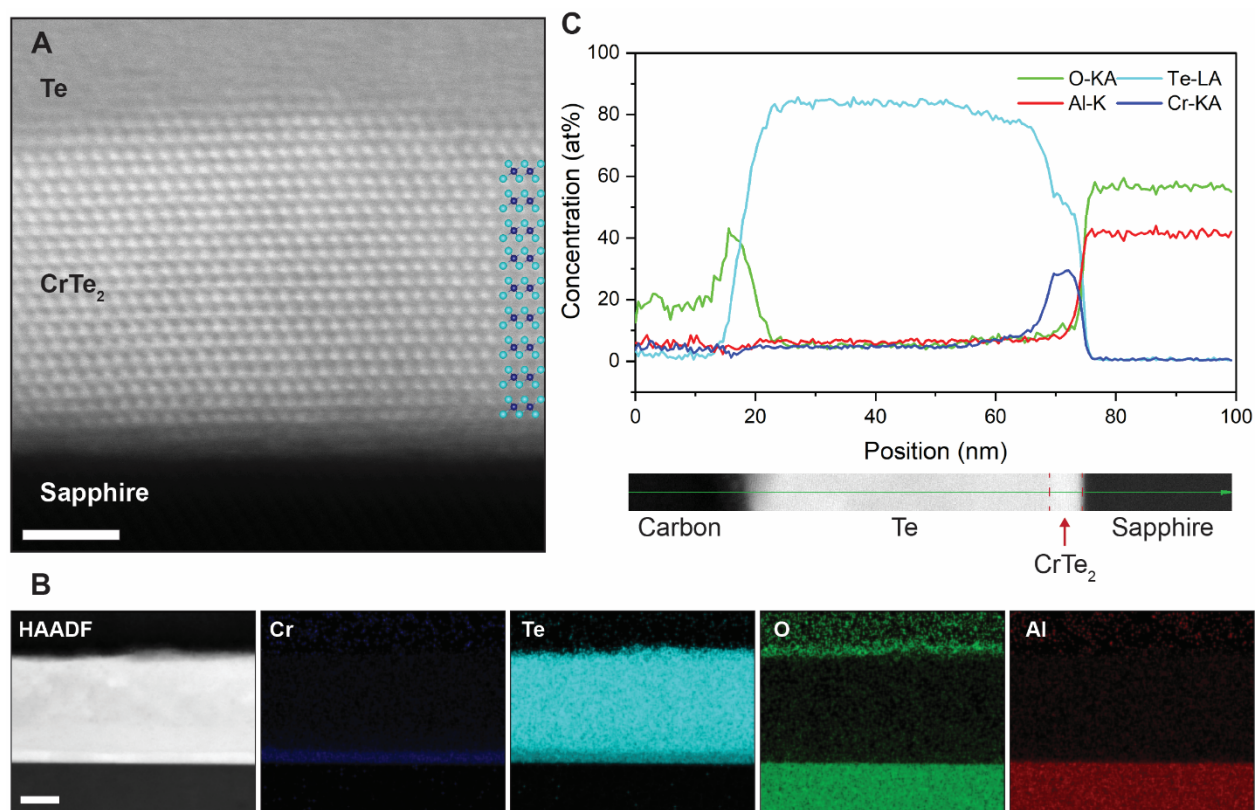 A
Te
CrTe₂
Sapphire
C
100
80
60
40
20
0
Concentration (at%)
O-KA Te-LA
Al-K Cr-KA
0 20 40 60 80 100
Position (nm)
Carbon Te Sapphire
CrTe₂
B
HAADF Cr Te O Al